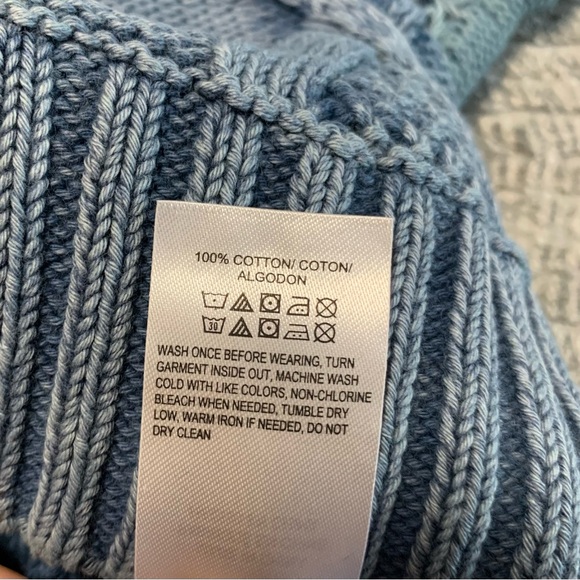 100% COTTON/ COTON/
ALGODON
30
WASH ONCE BEFORE WEARING, TURN
GARMENT INSIDE OUT, MACHINE WASH
COLD WITH LIKE COLORS, NON-CHLORINE
BLEACH WHEN NEEDED, TUMBLE DRY
LOW, WARM IRON IF NEEDED, DO NOT
DRY CLEAN